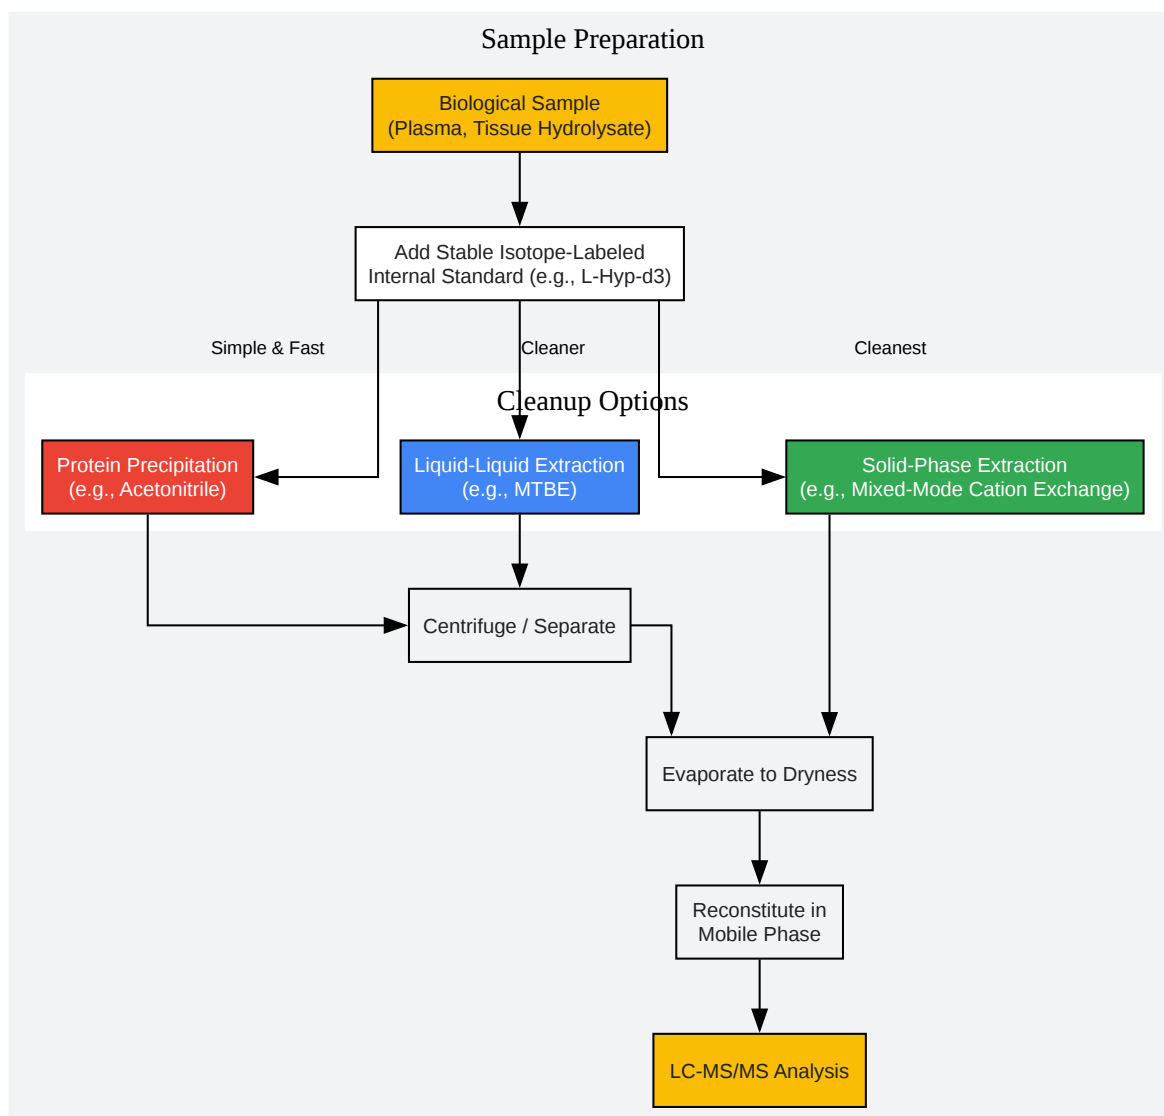 Sample Preparation
Biological Sample
(Plasma, Tissue Hydrolysate)
Add Stable Isotope-Labeled
Internal Standard (e.g., L-Hyp-d3)
Simple & Fast
Cleaner
Cleanest
Cleanup Options
Protein Precipitation
(e.g., Acetonitrile)
Liquid-Liquid Extraction
(e.g., MTBE)
Solid-Phase Extraction
(e.g., Mixed-Mode Cation Exchange)
Centrifuge / Separate
Evaporate to Dryness
Reconstitute in
Mobile Phase
LC-MS/MS Analysis